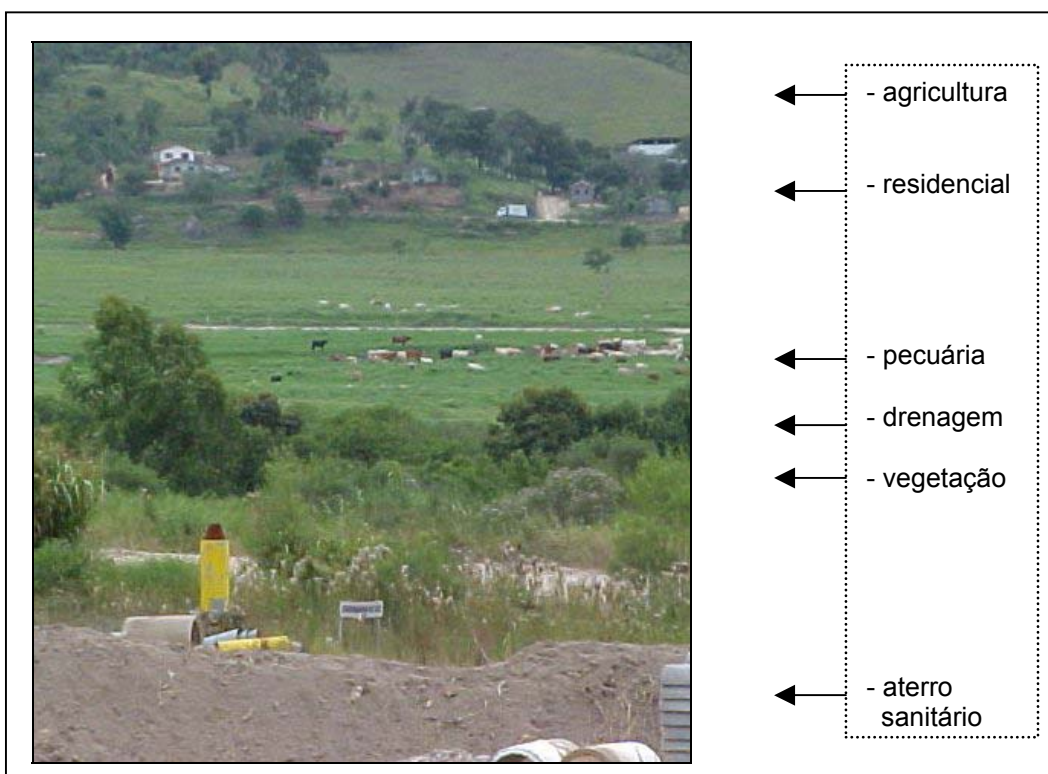 - agricultura
- residencial
- pecuária
- drenagem
- vegetação
- aterro
sanitário